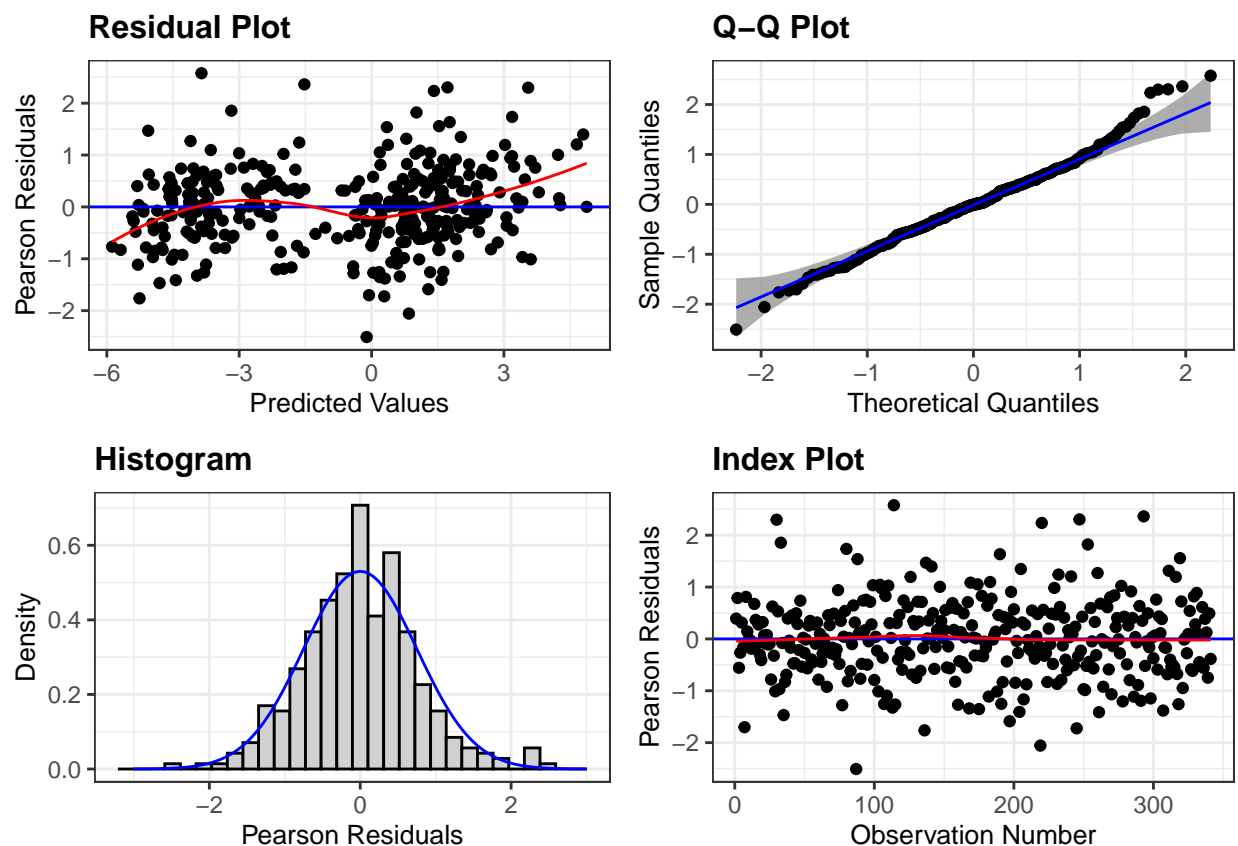 Residual Plot
2
1
0
−1
−2
−6
−3
0
3
Pearson Residuals
Predicted Values
Q−Q Plot
2
1
0
−1
−2
−2
−1
0
1
2
Sample Quantiles
Theoretical Quantiles
Histogram
0.6
0.4
0.2
0.0
−2
0
2
Density
Pearson Residuals
Index Plot
2
1
0
−1
−2
0
100
200
300
Pearson Residuals
Observation Number